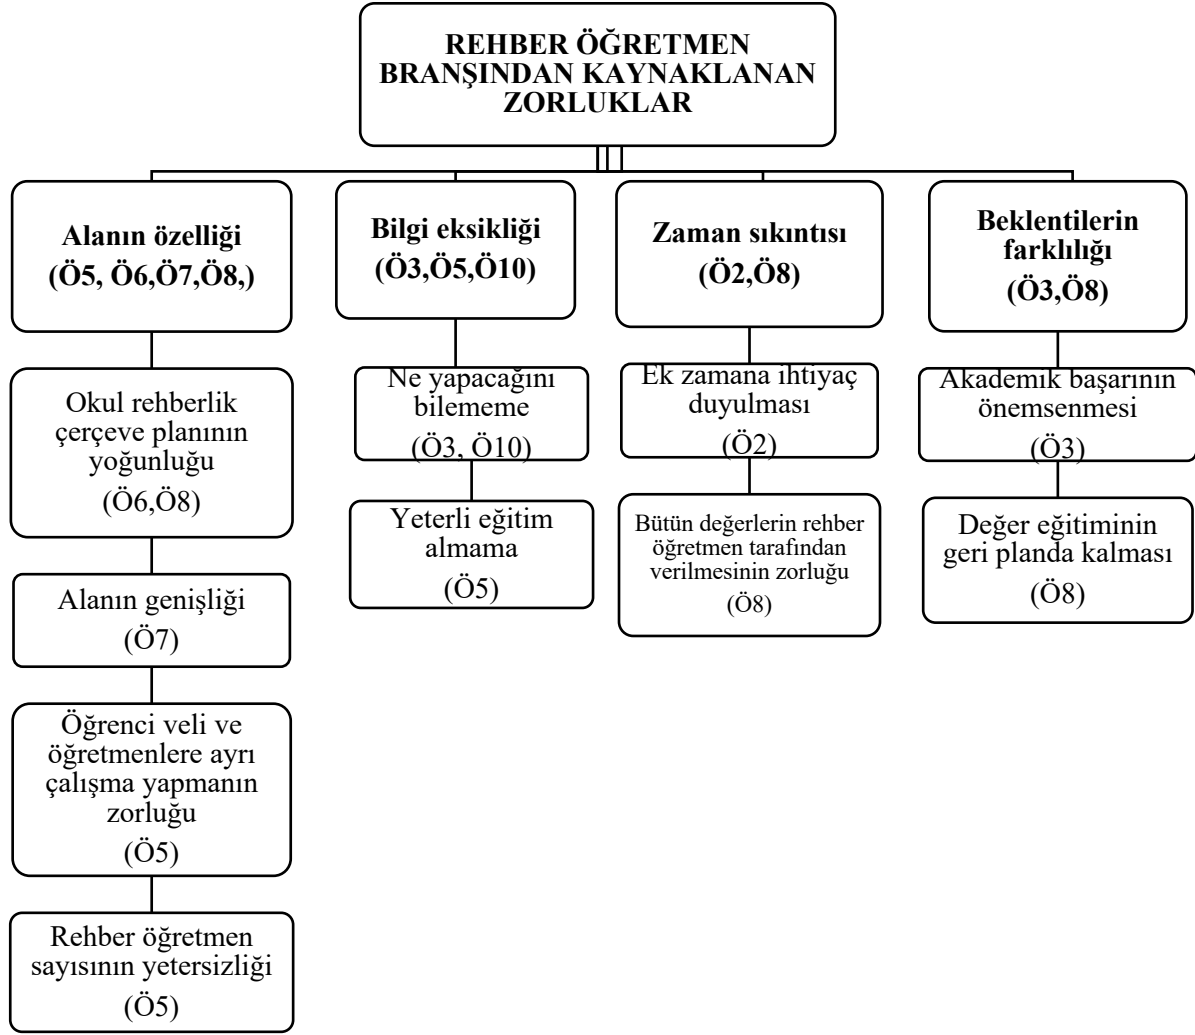 REHBER ÖĞRETMEN
BRANŞINDAN KAYNAKLANAN
ZORLUKLAR
Alanın özelliği
(Ö5, Ö6,Ö7,Ö8,)
Okul rehberlik
çerçeve planının
yoğunluğu
(Ö6,Ö8)
Alanın genişliği
(Ö7)
Öğrenci veli ve
öğretmenlere ayrı
çalışma yapmanın
zorluğu
(Ö5)
Rehber öğretmen
sayısının yetersizliği
(Ö5)
Bilgi eksikliği
(Ö3,Ö5,Ö10)
Ne yapacağını
bilememe
(Ö3, Ö10)
Yeterli eğitim
almama
(Ö5)
Zaman sıkıntısı
(Ö2,Ö8)
Ek zamana ihtiyaç
duyulması
(Ö2)
Bütün değerlerin rehber
öğretmen tarafından
verilmesinin zorluğu
(Ö8)
Beklentilerin
farklılığı
(Ö3,Ö8)
Akademik başarının
önemsenmesi
(Ö3)
Değer eğitiminin
geri planda kalması
(Ö8)